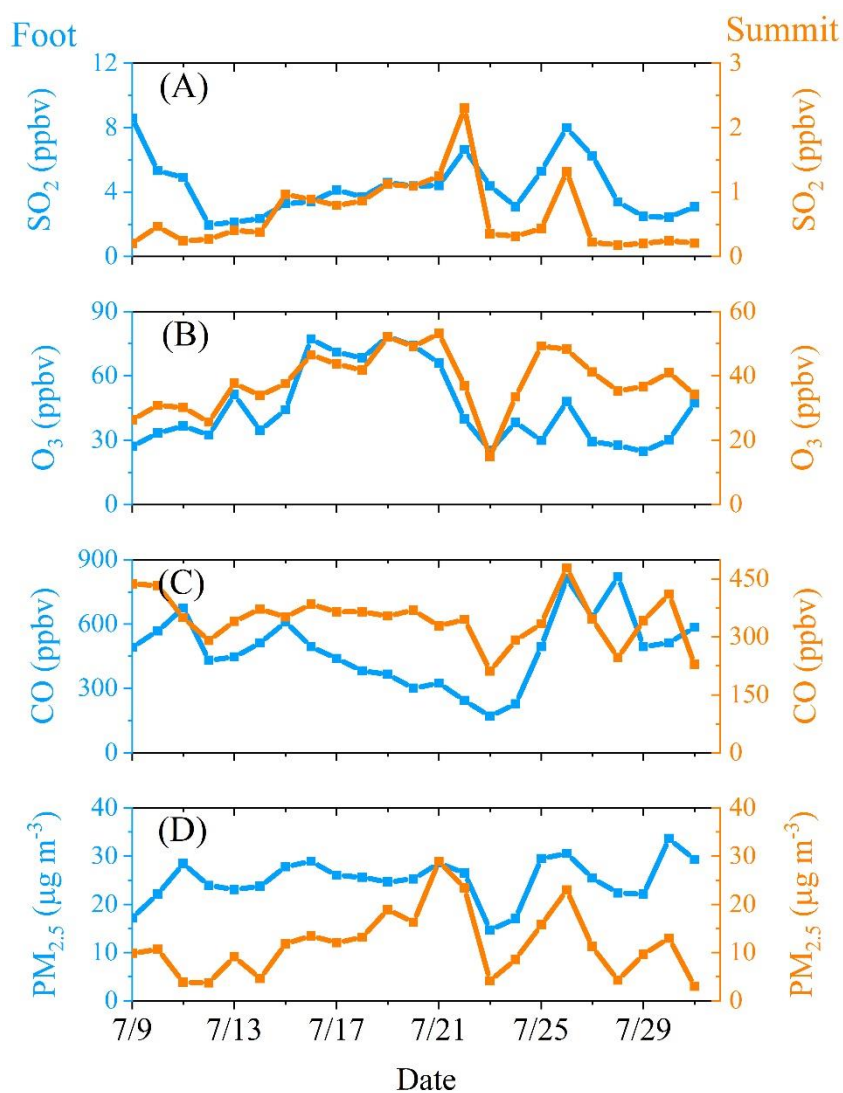 Foot Summit
(A)
SO2 (ppbv)
12
8
4
0
3
2
1
0
SO2 (ppbv)
(B)
O3 (ppbv)
90
60
30
0
60
40
20
0
O3 (ppbv)
(C)
CO (ppbv)
900
600
300
0
450
300
150
0
CO (ppbv)
(D)
PM2.5 (μg m-3)
40
30
20
10
0
40
30
20
10
0
PM2.5 (μg m-3)
7/9 7/13 7/17 7/21 7/25 7/29
Date